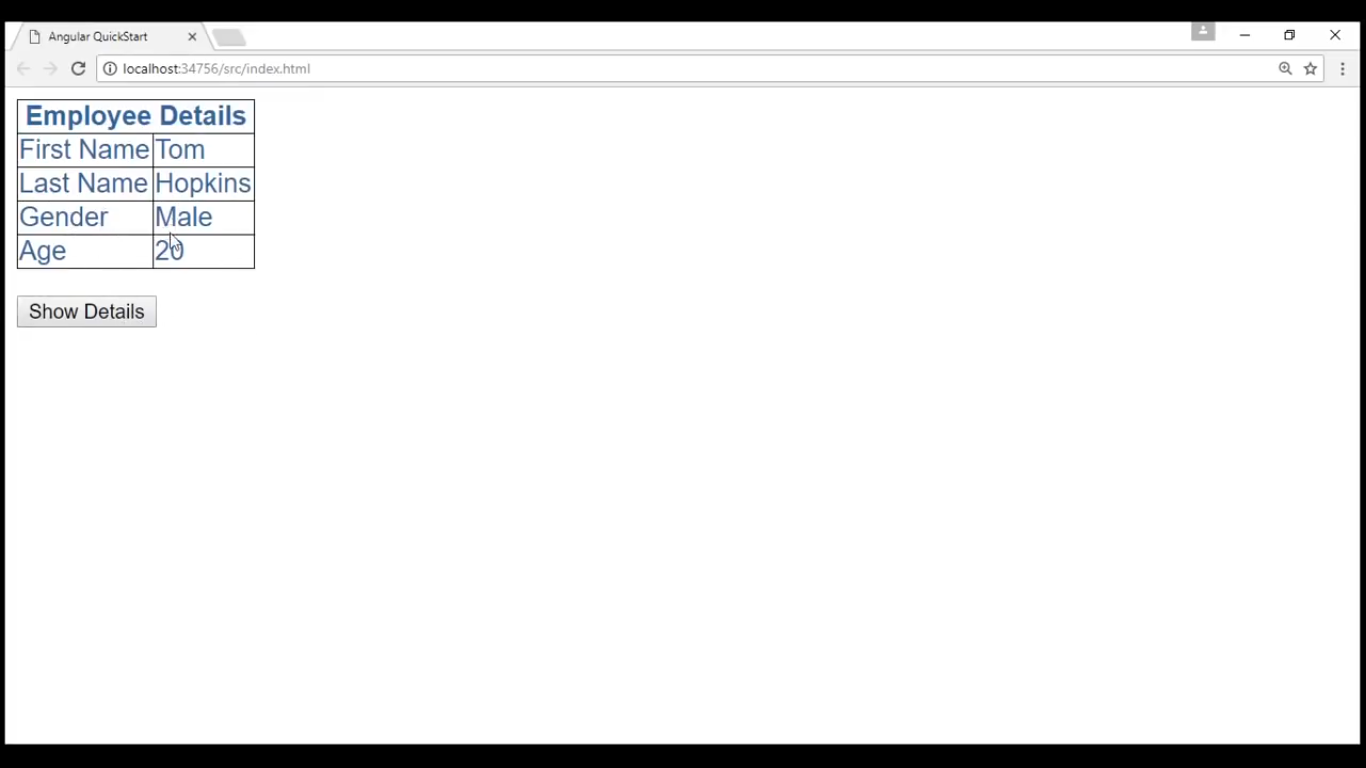 Angular QuickStart
localhost:34756/src/index.html
Employee Details
First Name Tom
Last Name Hopkins
Gender Male
Age 20
Show Details